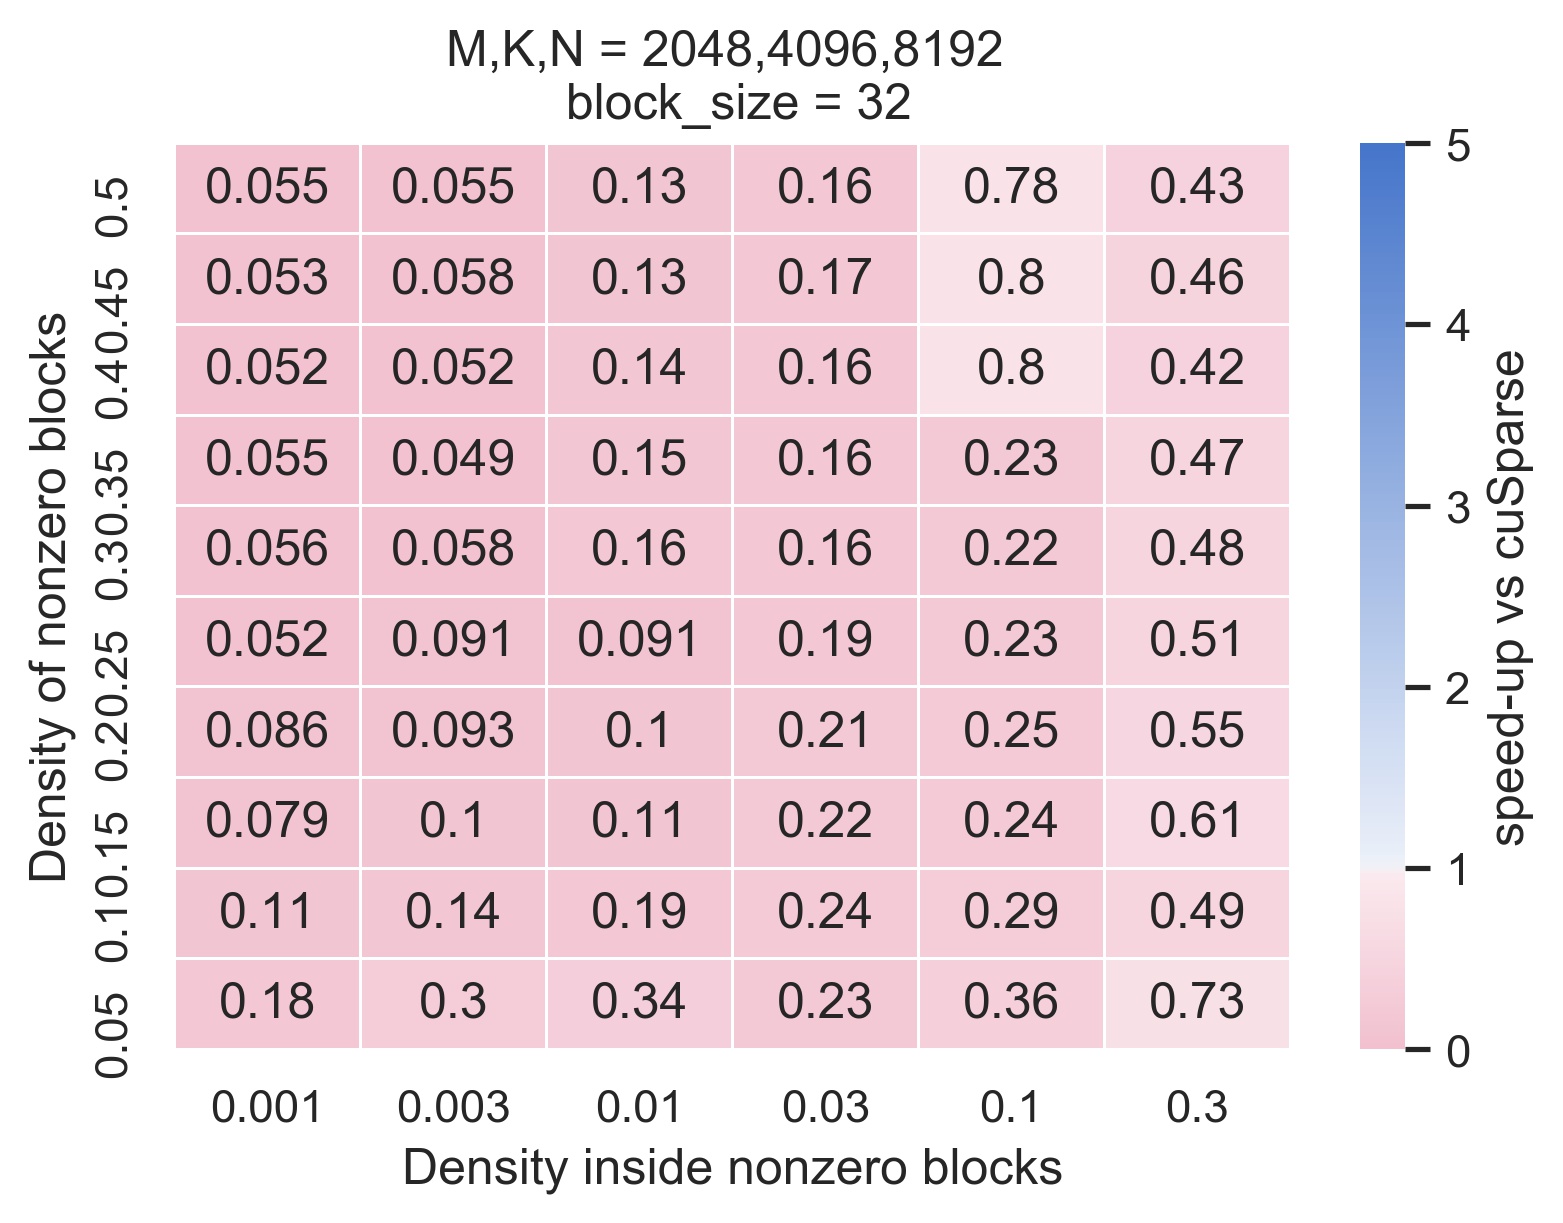 M,K,N = 2048,4096,8192
block_size = 32
Density of nonzero blocks
0.5 0.055 0.055 0.13 0.16 0.78 0.43
0.45 0.053 0.058 0.13 0.17 0.8 0.46
0.4 0.052 0.052 0.14 0.16 0.8 0.42
0.35 0.055 0.049 0.15 0.16 0.23 0.47
0.3 0.056 0.058 0.16 0.16 0.22 0.48
0.25 0.052 0.091 0.091 0.19 0.23 0.51
0.2 0.086 0.093 0.1 0.21 0.25 0.55
0.15 0.079 0.1 0.11 0.22 0.24 0.61
0.1 0.11 0.14 0.19 0.24 0.29 0.49
0.05 0.18 0.3 0.34 0.23 0.36 0.73
0.001 0.003 0.01 0.03 0.1 0.3
Density inside nonzero blocks
5
4
3
2
1
0
speed-up vs cuSparse